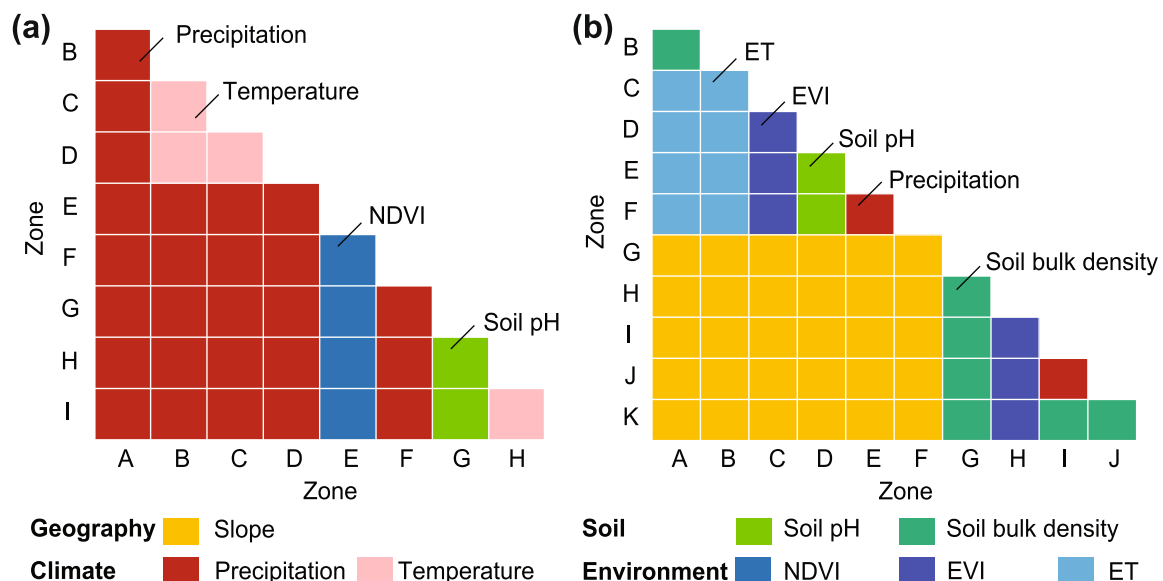 (a)
Precipitation
B
Temperature
C
D
E
NDVI
F
G
Soil pH
H
I
Zone
A B C D E F G H
Zone
(b)
B
ET
C
EVI
D
Soil pH
E
Precipitation
F
G
Soil bulk density
H
I
J
K
Zone
A B C D E F G H I J
Zone
Geography Slope
Climate Precipitation Temperature
Soil Soil pH Soil bulk density
Environment NDVI EVI ET